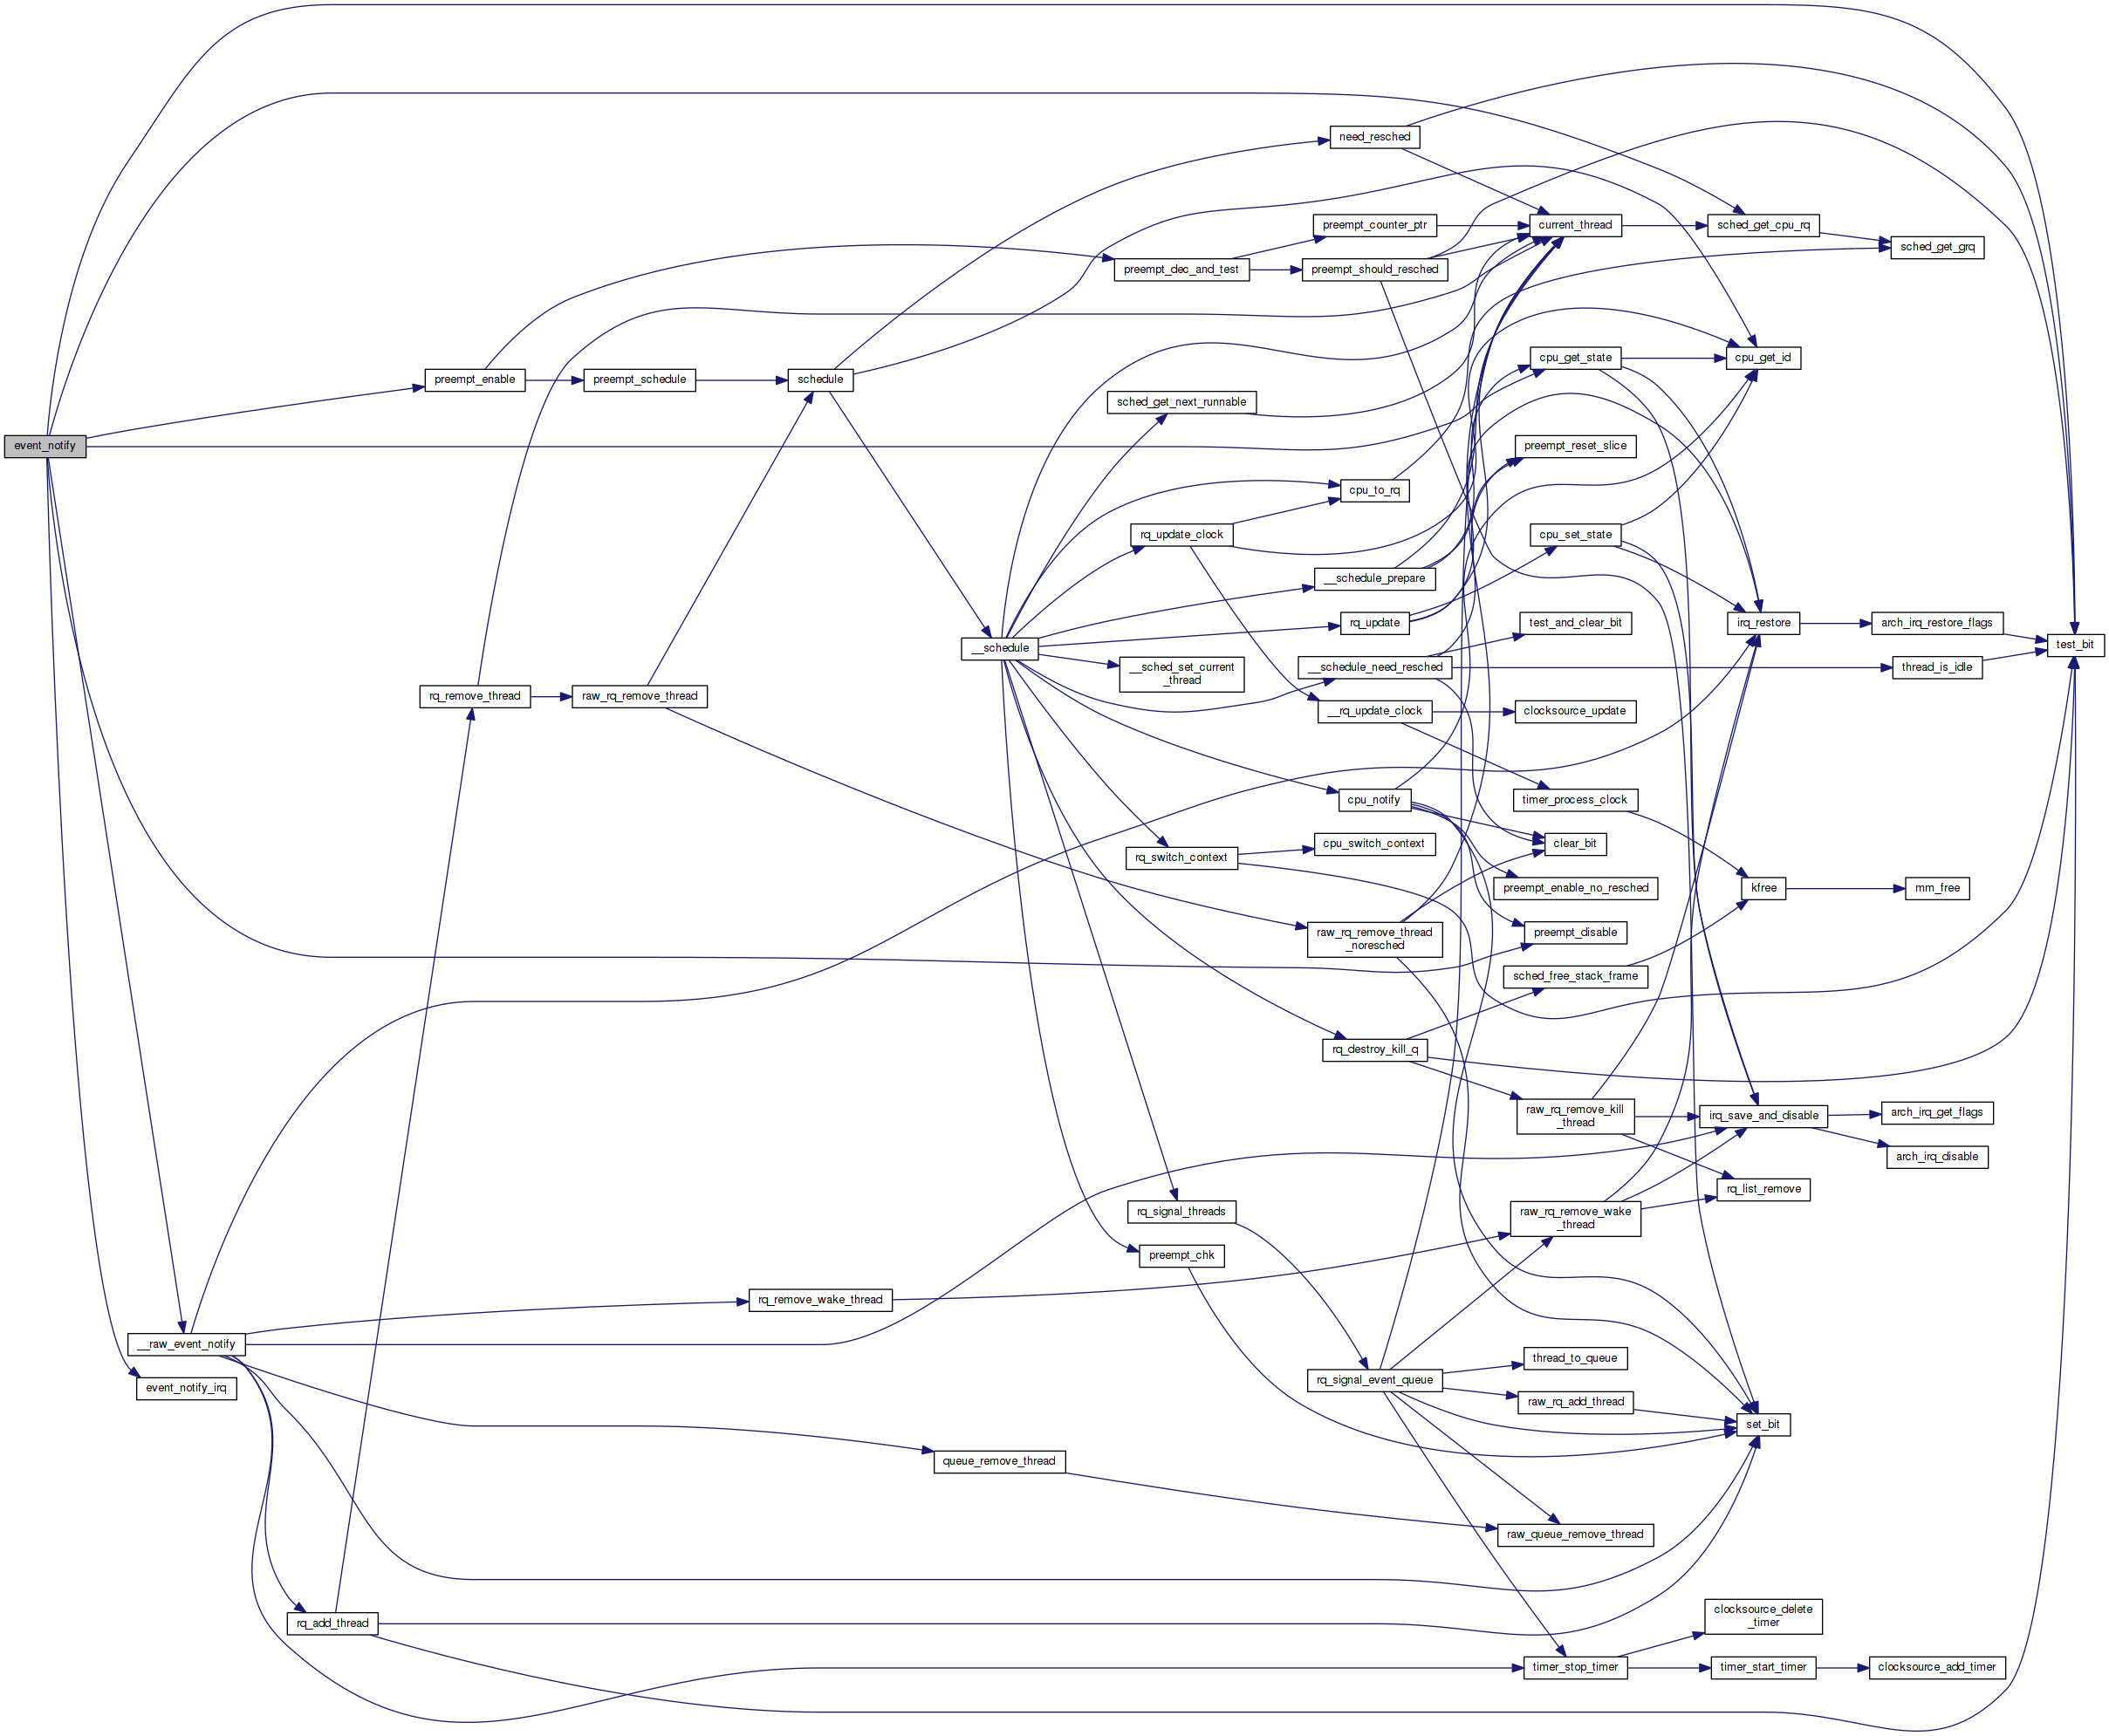 need_resched
preempt_counter_ptr
current_thread
sched_get_cpu_rq
sched_get_grq
preempt_dec_and_test
preempt_should_resched
cpu_get_state
cpu_get_id
preempt_enable
preempt_schedule
schedule
sched_get_next_runnable
event_notify
preempt_reset_slice
cpu_to_rq
rq_update_clock
cpu_set_state
__schedule_prepare
rq_update
test_and_clear_bit
irq_restore
arch_irq_restore_flags
test_bit
__schedule
__sched_set_current
_thread
__schedule_need_resched
thread_is_idle
rq_remove_thread
raw_rq_remove_thread
__rq_update_clock
clocksource_update
cpu_notify
timer_process_clock
cpu_switch_context
clear_bit
rq_switch_context
preempt_enable_no_resched
kfree
mm_free
raw_rq_remove_thread
_noresched
preempt_disable
sched_free_stack_frame
rq_destroy_kill_q
raw_rq_remove_kill
_thread
irq_save_and_disable
arch_irq_get_flags
arch_irq_disable
rq_list_remove
rq_signal_threads
raw_rq_remove_wake
_thread
preempt_chk
rq_remove_wake_thread
__raw_event_notify
thread_to_queue
event_notify_irq
rq_signal_event_queue
raw_rq_add_thread
set_bit
queue_remove_thread
raw_queue_remove_thread
rq_add_thread
clocksource_delete
_timer
timer_stop_timer
timer_start_timer
clocksource_add_timer